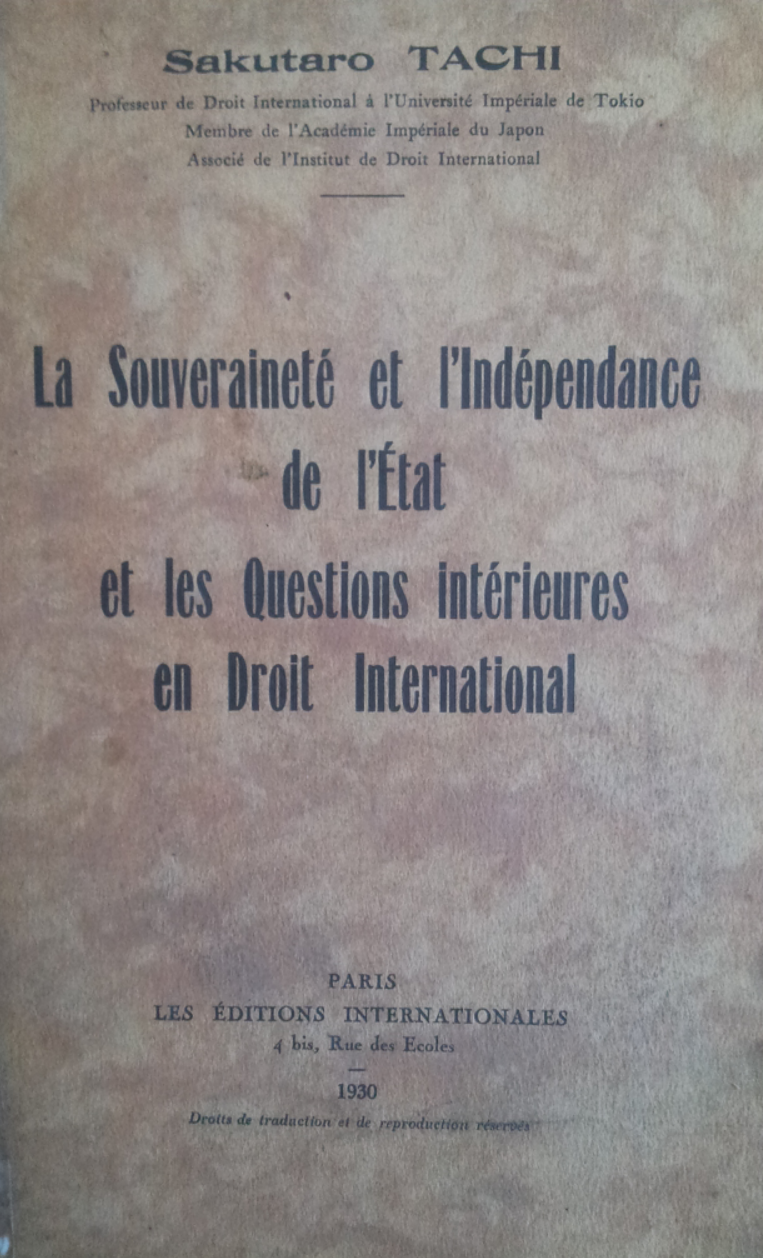 Sakutaro TACHI
Professeur de Droit International à l'Université Impériale de Tokio
Membre de l'Académie Impériale du Japon
Associé de l'Institut de Droit International
La Souveraineté et l'Indépendance
de l'État
et les Questions intérieures
en Droit International
PARIS
LES ÉDITIONS INTERNATIONALES
4 bis, Rue des Ecoles
1930
Droits de traduction et de reproduction réservés